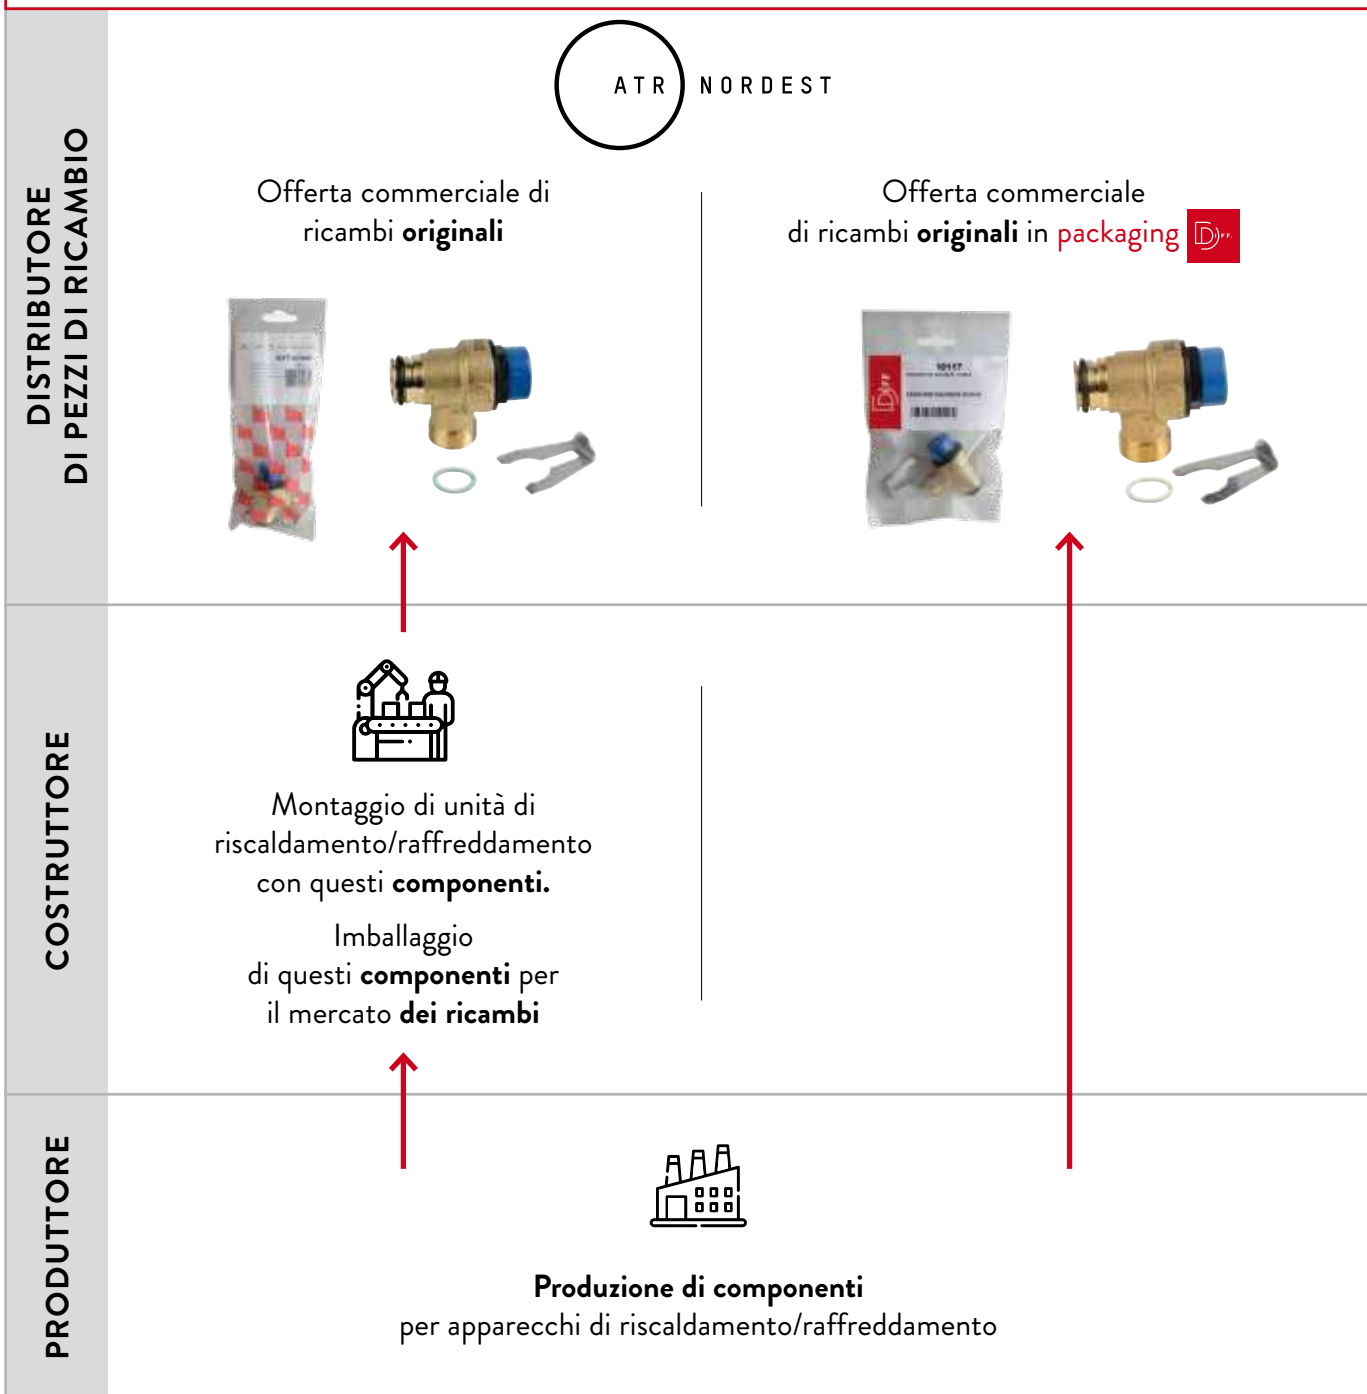 ATR NORDEST
DISTRIBUTORE
DI PEZZI DI RICAMBIO
Offerta commerciale di
ricambi originali
Offerta commerciale
di ricambi originali in packaging
DIFF
10117
COSTRUTTORE
Montaggio di unità di
riscaldamento/raffreddamento
con questi componenti.
Imballaggio
di questi componenti per
il mercato dei ricambi
PRODUTTORE
Produzione di componenti
per apparecchi di riscaldamento/raffreddamento